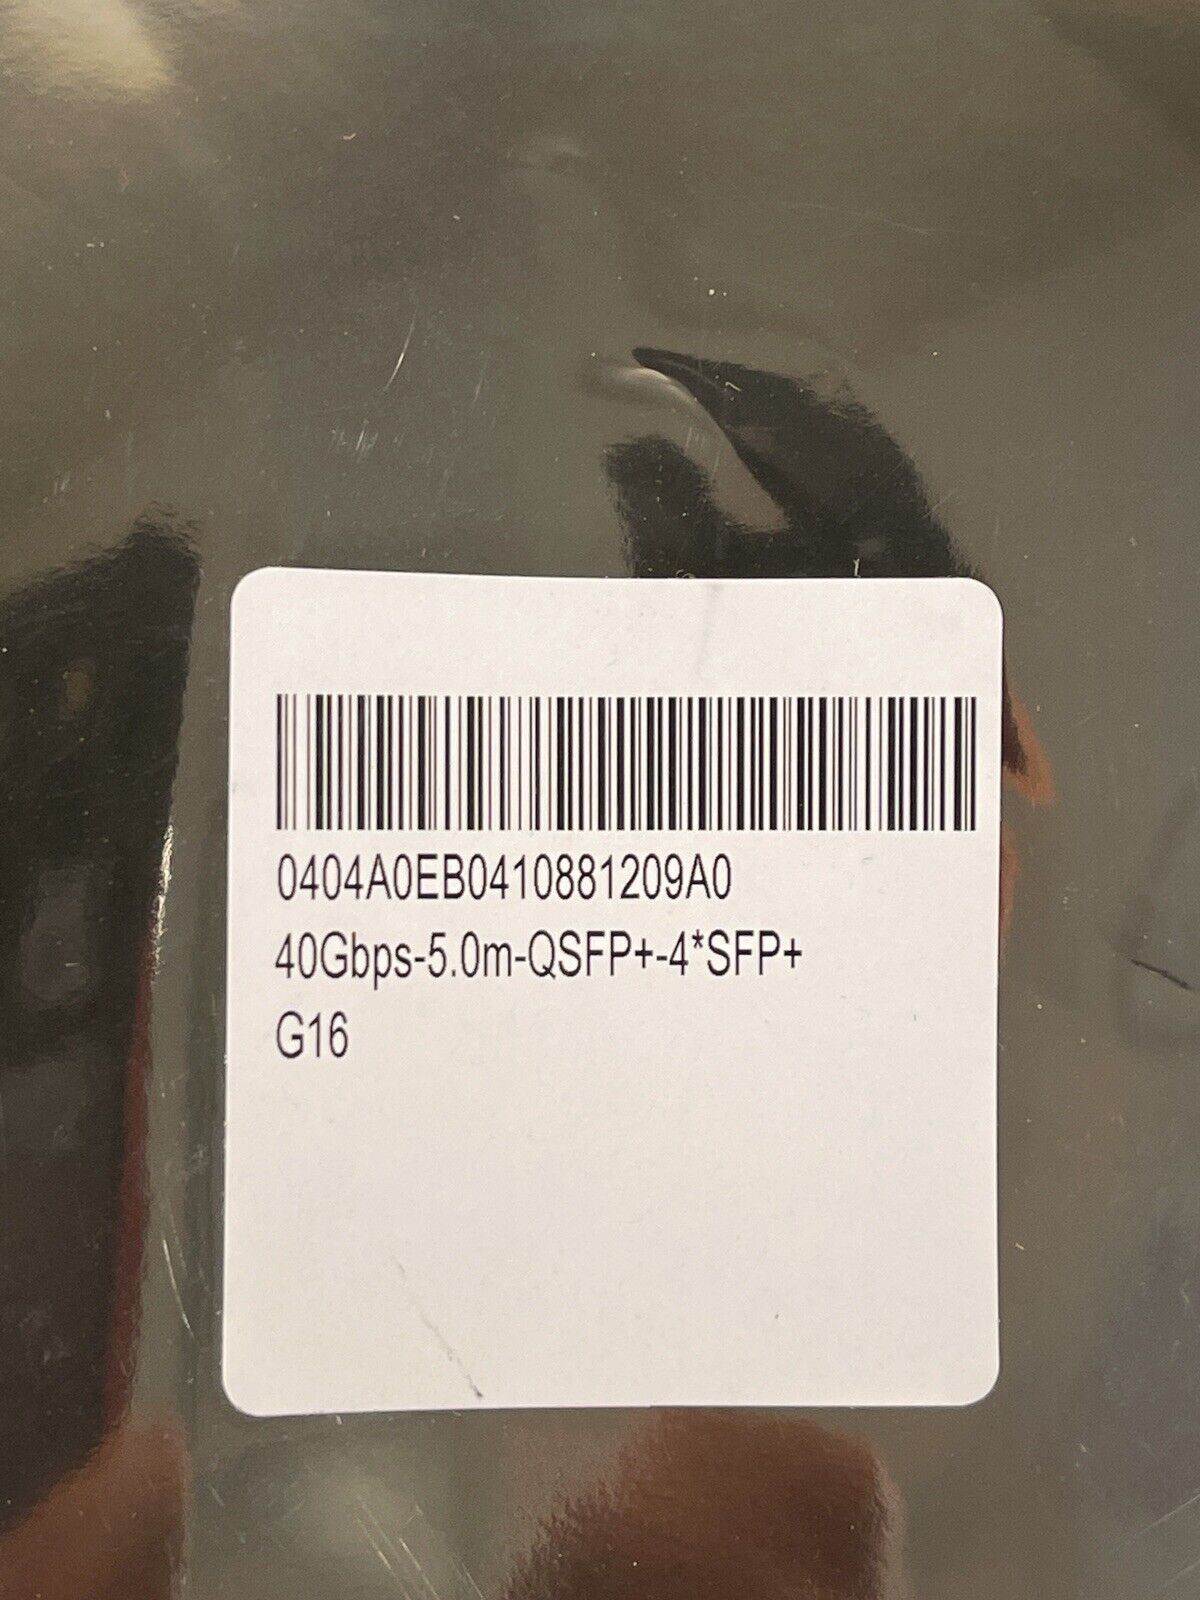 0404A0EB0410881209A0
40Gbps-5.0m-QSFP+-4*SFP+
G16